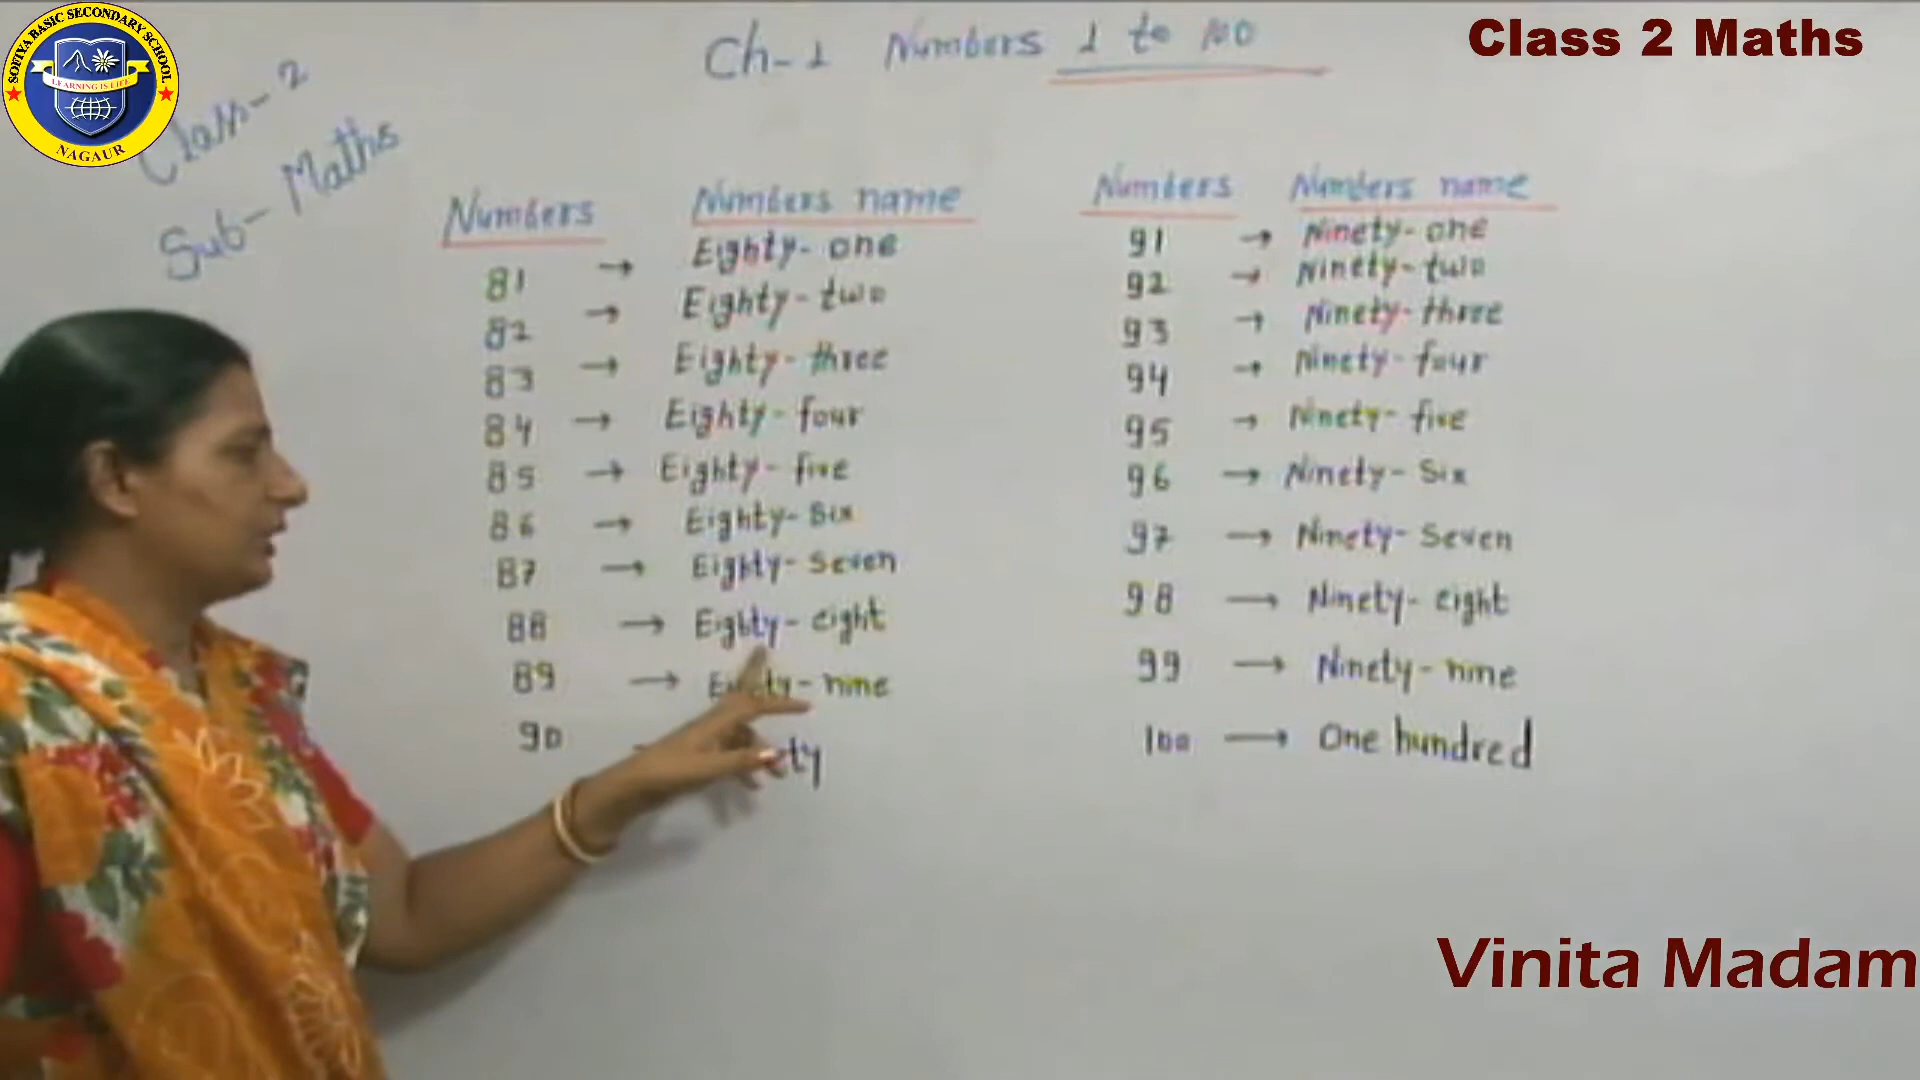 SOFIYA BASIC SECONDARY SCHOOL
LEARNING IS LIFE
NAGAUR
Class 2 Maths
Class-2
Sub-Maths
Ch-1 Numbers 1 to 100
Numbers Numbers name
81 → Eighty-one
82 → Eighty-two
83 → Eighty-three
84 → Eighty-four
85 → Eighty-five
86 → Eighty-Six
87 → Eighty-Seven
88 → Eighty-eight
89 → -nine
90
Numbers Numbers name
91 → Ninety-one
92 → Ninety-two
93 → Ninety-three
94 → Ninety-four
95 → Ninety-five
96 → Ninety-Six
97 → Ninety-Seven
98 → Ninety-eight
99 → Ninety-nine
100 → One hundred
Vinita Madam